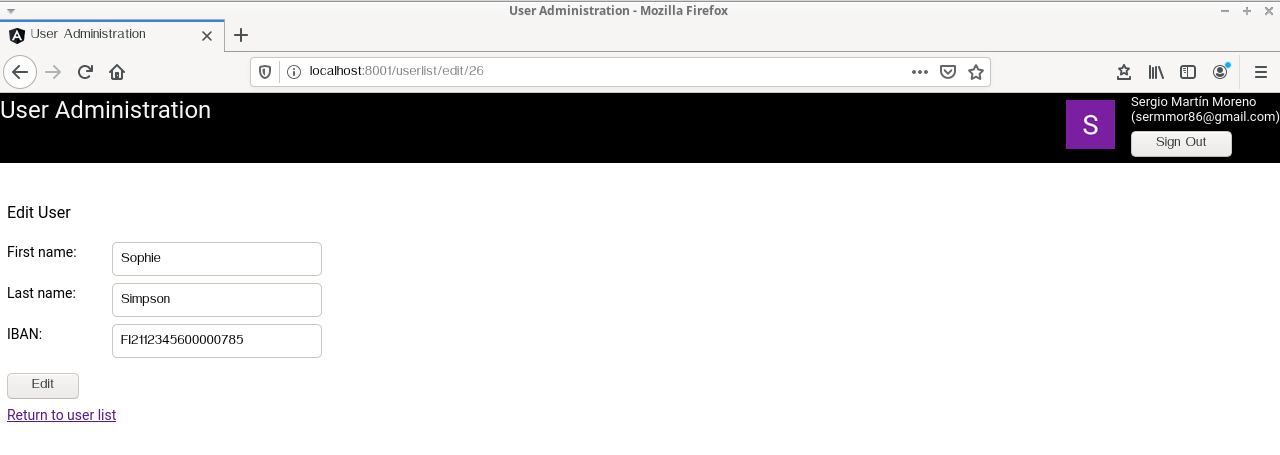 User Administration - Mozilla Firefox
User Administration
localhost:8001/userlist/edit/26
User Administration
S
Sergio Martín Moreno
(sermmor86@gmail.com)
Sign Out
Edit User
First name: Sophie
Last name: Simpson
IBAN: FI2112345600000785
Edit
Return to user list